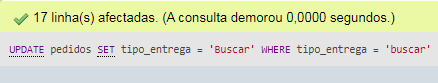 17 linha(s) afectadas. (A consulta demorou 0,0000 segundos.)
UPDATE pedidos SET tipo_entrega = 'Buscar' WHERE tipo_entrega = 'buscar'